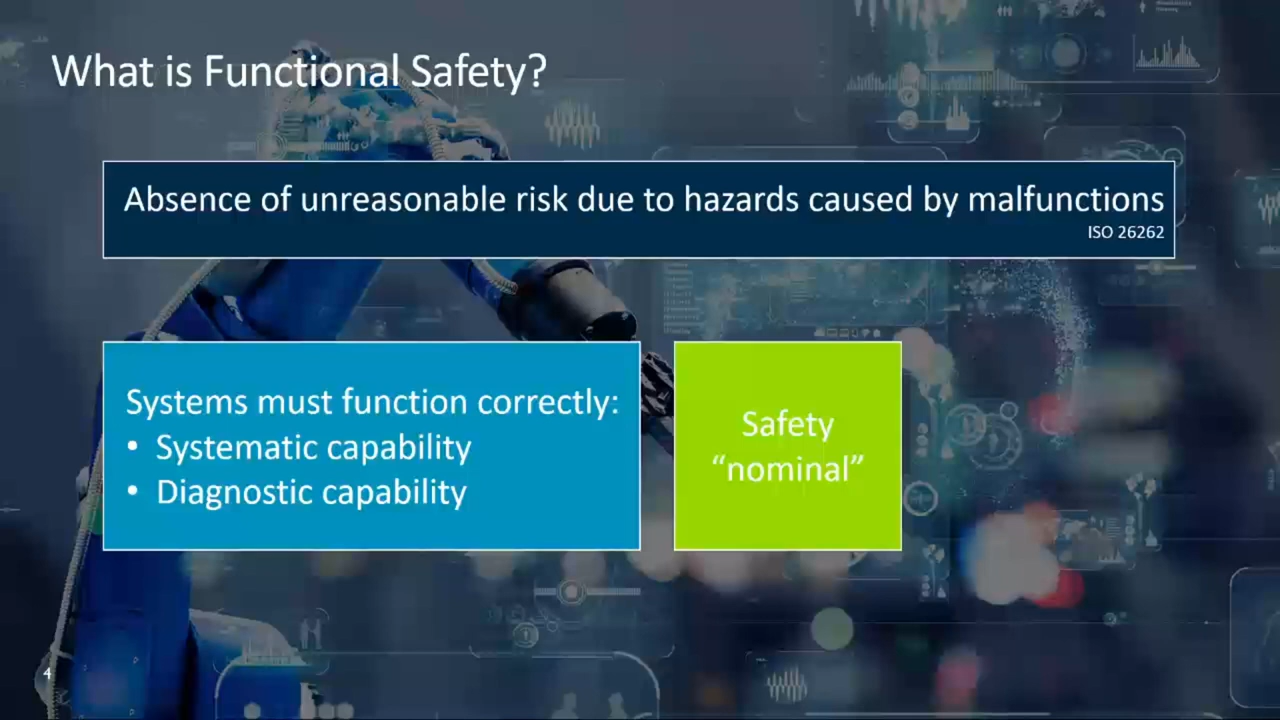 What is Functional Safety?
Absence of unreasonable risk due to hazards caused by malfunctions
ISO 26262
Systems must function correctly:
• Systematic capability
• Diagnostic capability
Safety
“nominal”
4